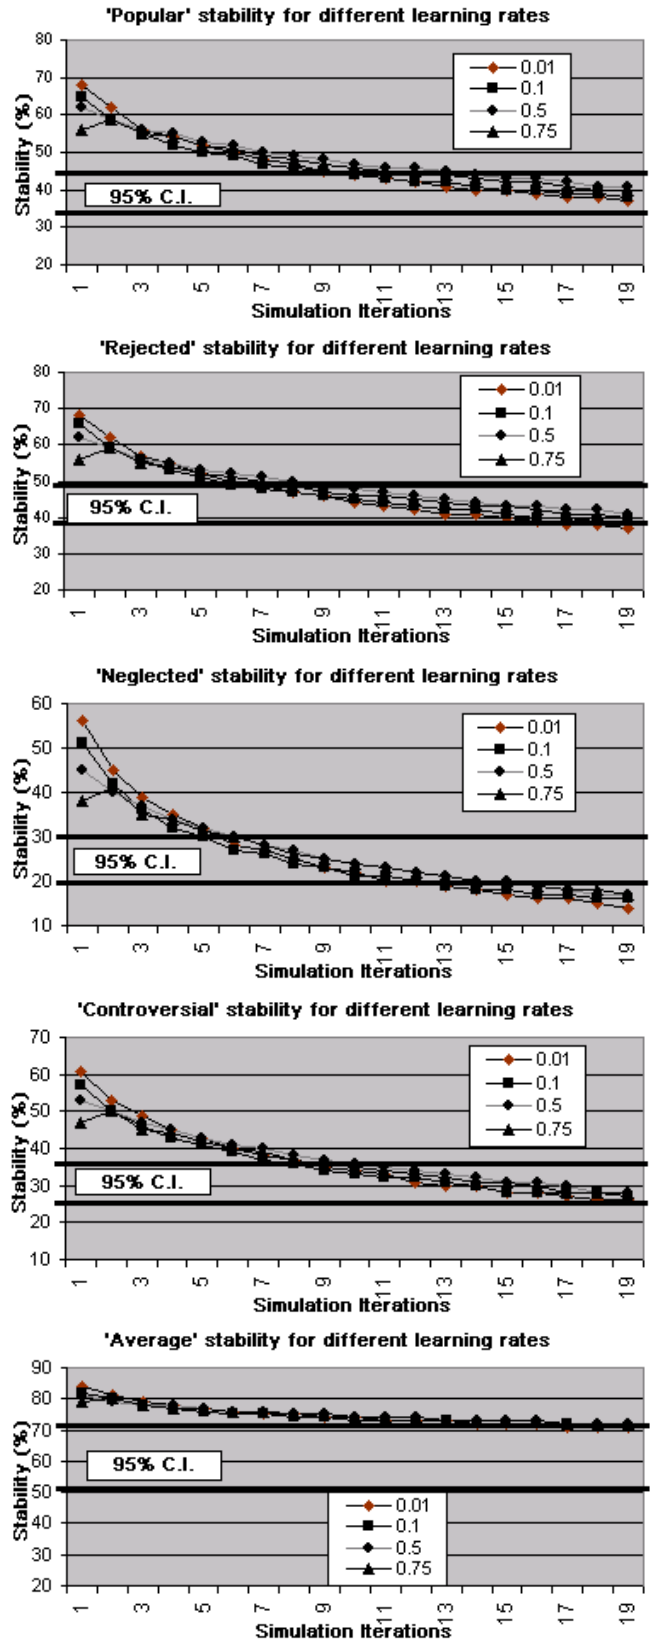 'Popular' stability for different learning rates
80
70
60
50
40
30
20
Stability (%)
0.01
0.1
0.5
0.75
95% C.I.
1 3 5 7 9 11 13 15 17 19
Simulation Iterions
'Rejected' stability for different learning rates
80
70
60
50
40
30
20
Stability (%)
0.01
0.1
0.5
0.75
95% C.I.
1 3 5 7 9 11 13 15 17 19
Simulation Iterations
'Neglected' stability for different learning rates
60
50
40
30
20
10
Stability (%)
0.01
0.1
0.5
0.75
95% C.I.
1 3 5 7 9 11 13 15 17 19
Simulation Iterations
'Controversial' stability for different learning rates
70
60
50
40
30
20
10
Stability (%)
0.01
0.1
0.5
0.75
95% C.I.
1 3 5 7 9 11 13 15 17 19
Simulation Iterations
'Average' stability for different learning rates
90
80
70
60
50
40
30
20
Stability (%)
95% C.I.
0.01
0.1
0.5
0.75
1 3 5 7 9 11 13 15 17 19
Simulation Iterations